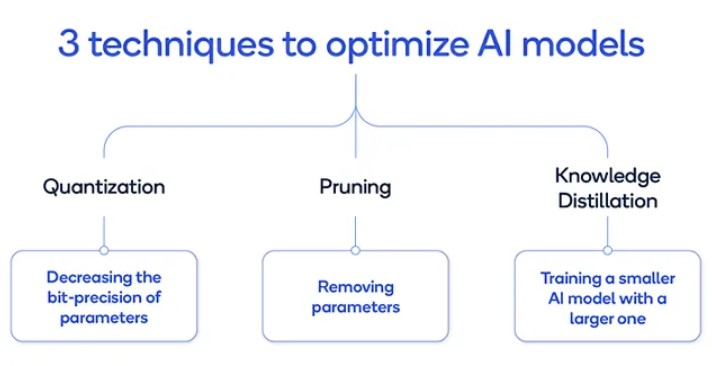 3 techniques to optimize AI models
Quantization
Pruning
Knowledge
Distillation
Decreasing the
bit-precision of
parameters
Removing
parameters
Training a smaller
AI model with a
larger one